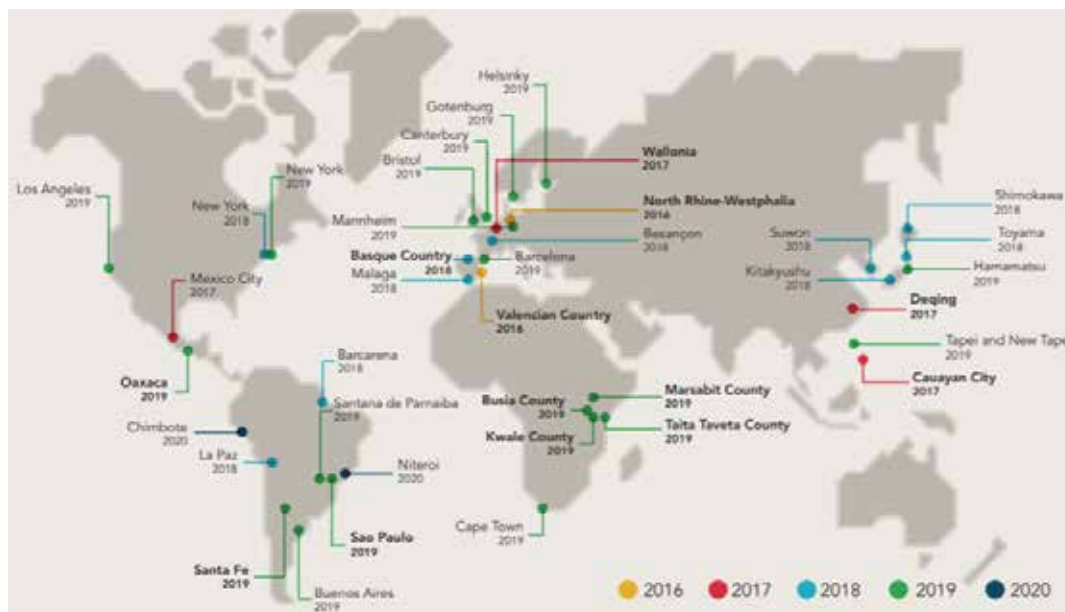 Helsinky
2019
Gotenburg
2019
Canterbury
2019
Bristol
2019
Wallonia
2017
New York
2019
Los Angeles
2019
New York
2018
Mannheim
2019
North Rhine-Westphalia
2016
Shimokawa
2018
Besançon
2018
Suwon
2018
Toyama
2018
Basque Country
2018
Barcelona
2019
Malaga
2018
Kitakyushu
2018
Hamamatsu
2019
Mexico City
2017
Valencian Country
2016
Deqing
2017
Tapei and New Tape
2019
Cauayan City
2017
Oaxaca
2019
Barcarena
2018
Santana de Parnaiba
2019
Marsabit County
2019
Busia County
2019
Taita Taveta County
2019
Kwale County
2019
Chimbote
2020
La Paz
2018
Niteroi
2020
Cape Town
2019
Sao Paulo
2019
Santa Fe
2019
Buenos Aires
2019
2016 2017 2018 2019 2020